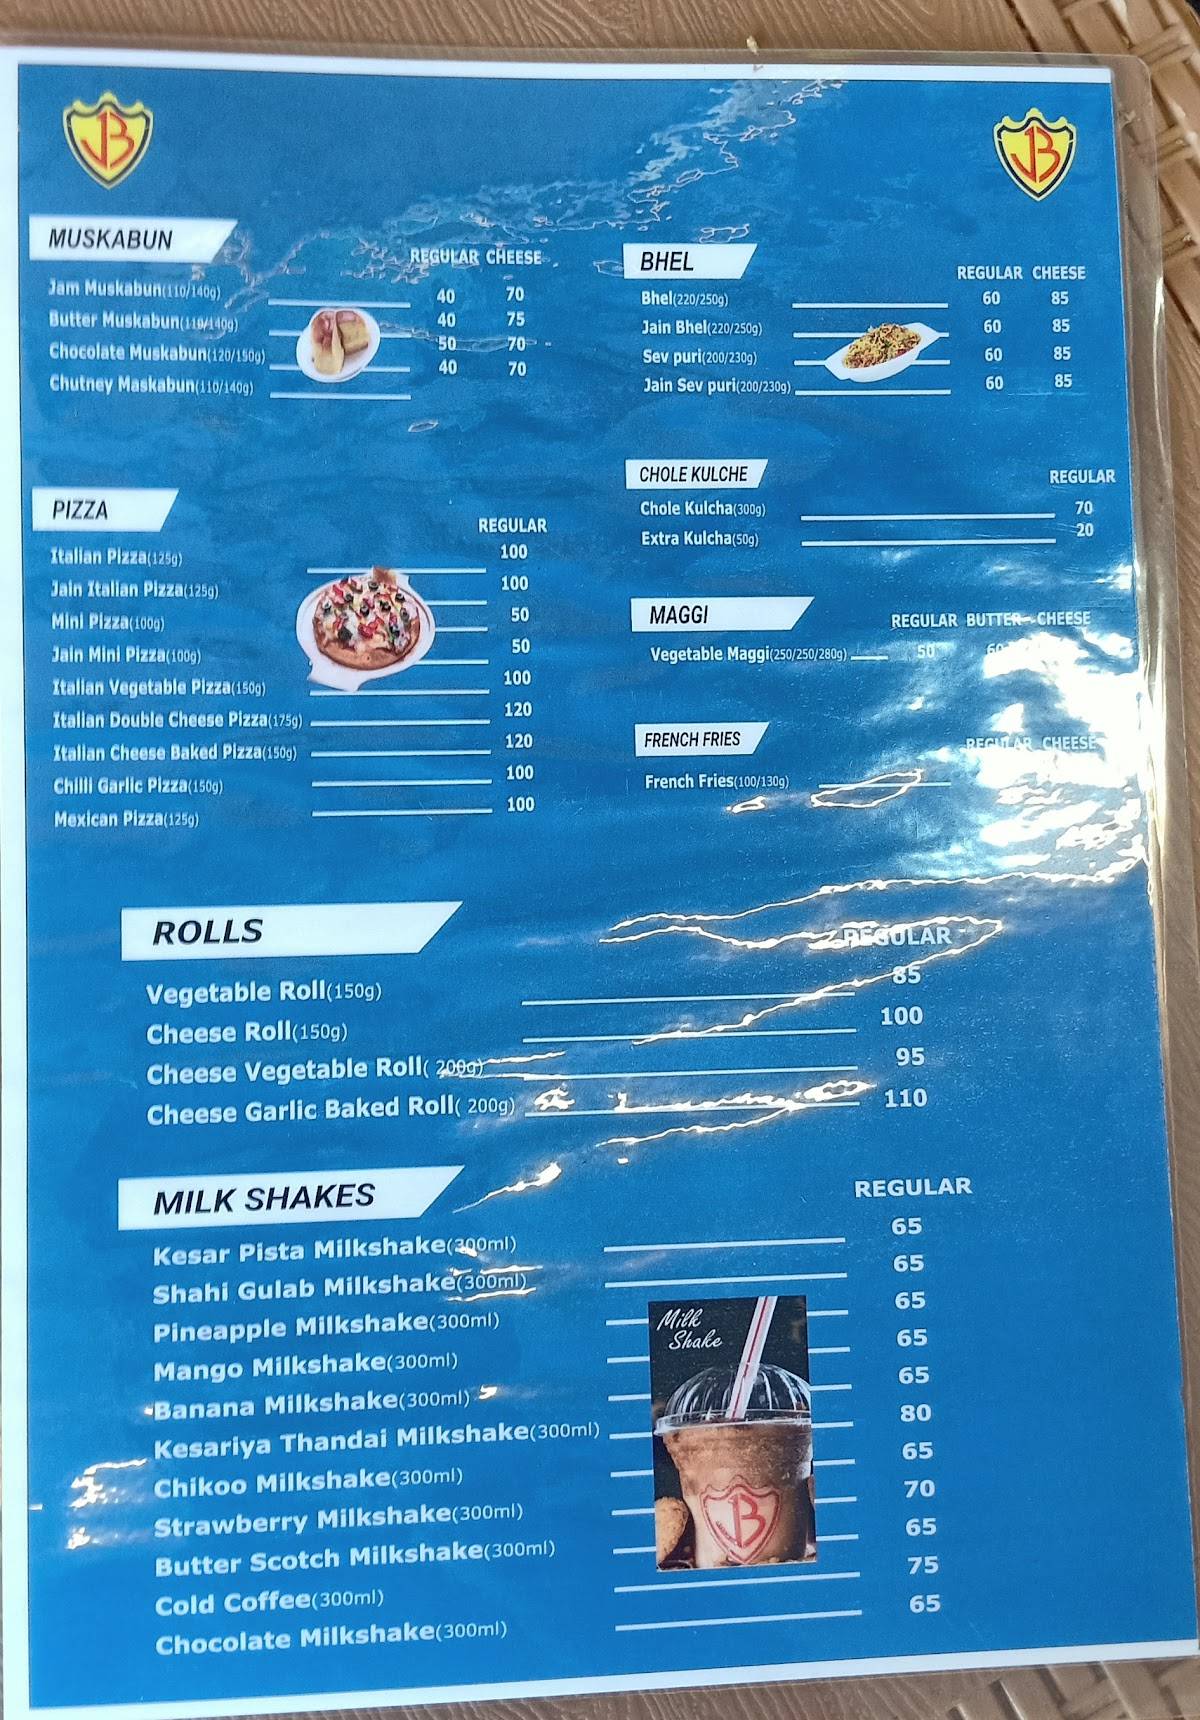 JB
JB
MUSKABUN
REGULAR CHEESE
Jam Muskabun(110/140g) 40 70
Butter Muskabun(110/140g) 40 75
Chocolate Muskabun(120/150g) 50 70
Chutney Maskabun(110/140g) 40 70
BHEL
REGULAR CHEESE
Bhel(220/250g) 60 85
Jain Bhel(220/250g) 60 85
Sev puri(200/230g) 60 85
Jain Sev puri(200/230g) 60 85
PIZZA
REGULAR
Italian Pizza(125g) 100
Jain Italian Pizza(125g) 100
Mini Pizza(100g) 50
Jain Mini Pizza(100g) 50
Italian Vegetable Pizza(150g) 100
Italian Double Cheese Pizza(175g) 120
Italian Cheese Baked Pizza(150g) 120
Chilli Garlic Pizza(150g) 100
Mexican Pizza(125g) 100
CHOLE KULCHE
REGULAR
Chole Kulcha(300g) 70
Extra Kulcha(50g) 20
MAGGI
REGULAR BUTTER CHEESE
Vegetable Maggi(250/250/280g) 50 60
FRENCH FRIES
REGULAR CHEESE
French Fries(100/130g)
ROLLS
REGULAR
Vegetable Roll(150g) 85
Cheese Roll(150g) 100
Cheese Vegetable Roll( 200g) 95
Cheese Garlic Baked Roll( 200g) 110
MILK SHAKES
REGULAR
Kesar Pista Milkshake(300ml) 65
Shahi Gulab Milkshake(300ml) 65
Pineapple Milkshake(300ml) 65
Mango Milkshake(300ml) 65
Banana Milkshake(300ml) 65
Kesariya Thandai Milkshake(300ml) 80
Chikoo Milkshake(300ml) 65
Strawberry Milkshake(300ml) 70
Butter Scotch Milkshake(300ml) 65
Cold Coffee(300ml) 75
Chocolate Milkshake(300ml) 65
Milk
Shake
JB